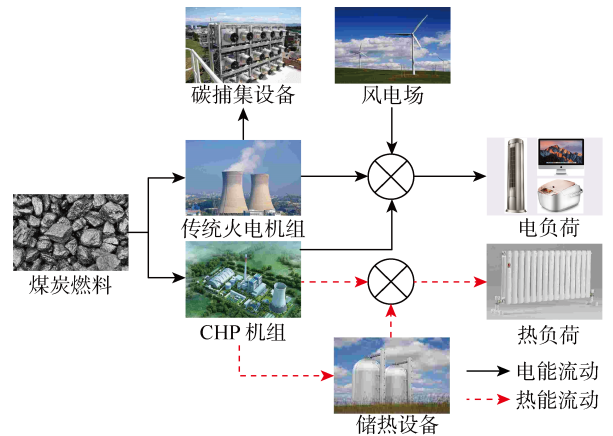 碳捕集设备
风电场
传统火电机组
电负荷
煤炭燃料
CHP 机组
热负荷
储热设备
电能流动
热能流动